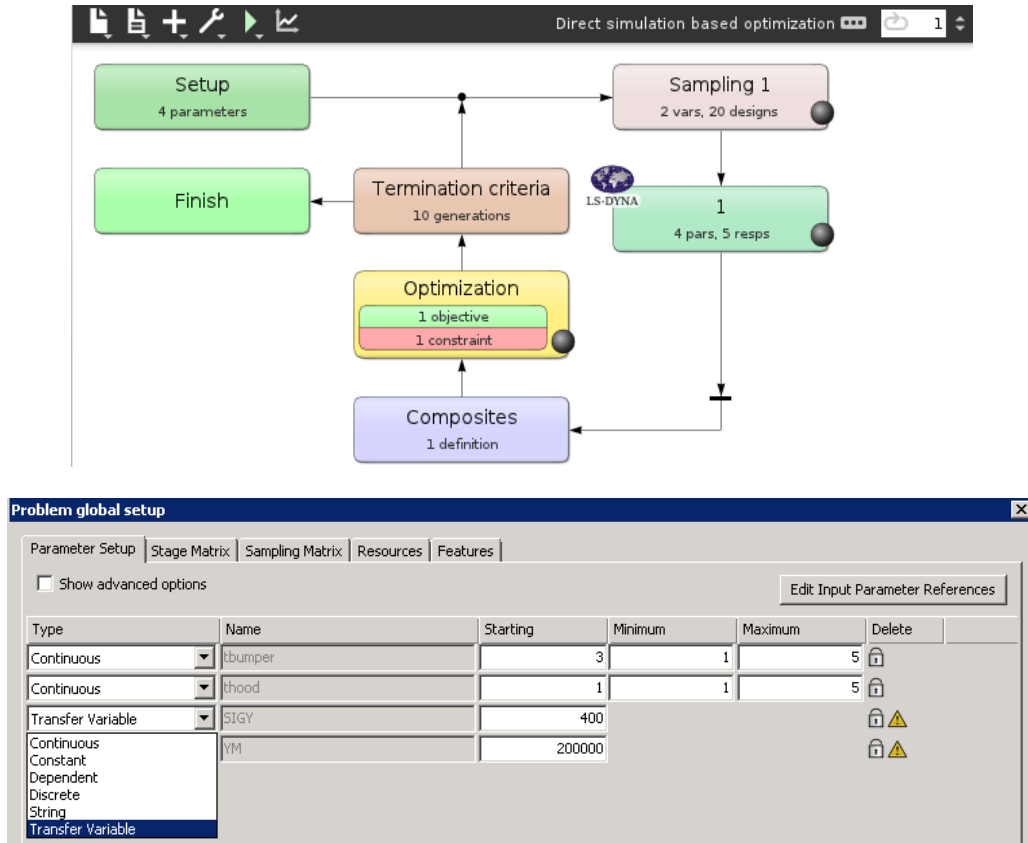 Direct simulation based optimization 1
Setup
4 parameters
Sampling 1
2 vars, 20 designs
Finish
Termination criteria
10 generations
LS-DYNA
1
4 pars, 5 resps
Optimization
1 objective
1 constraint
Composites
1 definition
Problem global setup
Parameter Setup Stage Matrix Sampling Matrix Resources Features
Show advanced options Edit Input Parameter References
Type Name Starting Minimum Maximum Delete
Continuous tbumper 3 1 5
Continuous thood 1 1 5
Transfer Variable SIGY 400
Continuous YM 200000
Constant
Dependent
Discrete
String
Transfer Variable